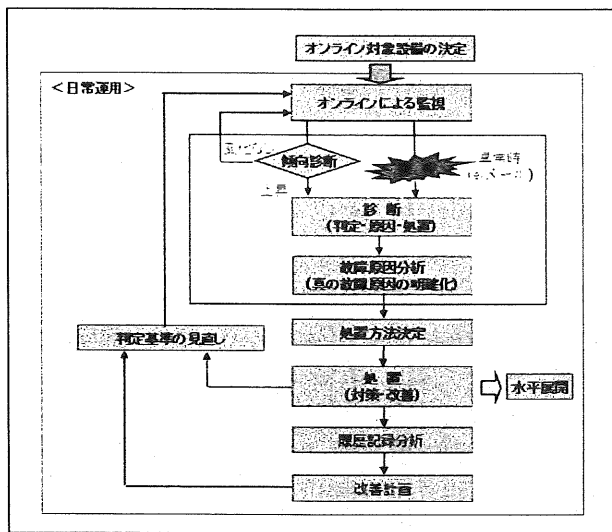 オンライン対象設備の決定
<日常運用>
オンラインによる監視
傾向診断
上昇
診 断
(判定・原因・処置)
故障原因分析
(真の故障原因の明確化)
処置方法決定
判定基準の見直し
処 置
(対策・改善)
水平展開
履歴記録分析
改善計画